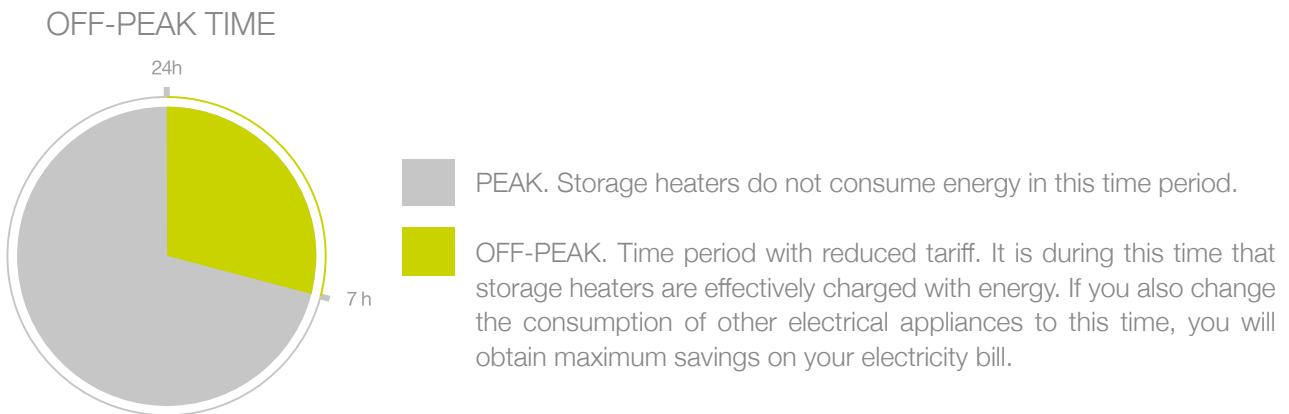 OFF-PEAK TIME
24h
7 h
PEAK. Storage heaters do not consume energy in this time period.
OFF-PEAK. Time period with reduced tariff. It is during this time that
storage heaters are effectively charged with energy. If you also change
the consumption of other electrical appliances to this time, you will
obtain maximum savings on your electricity bill.